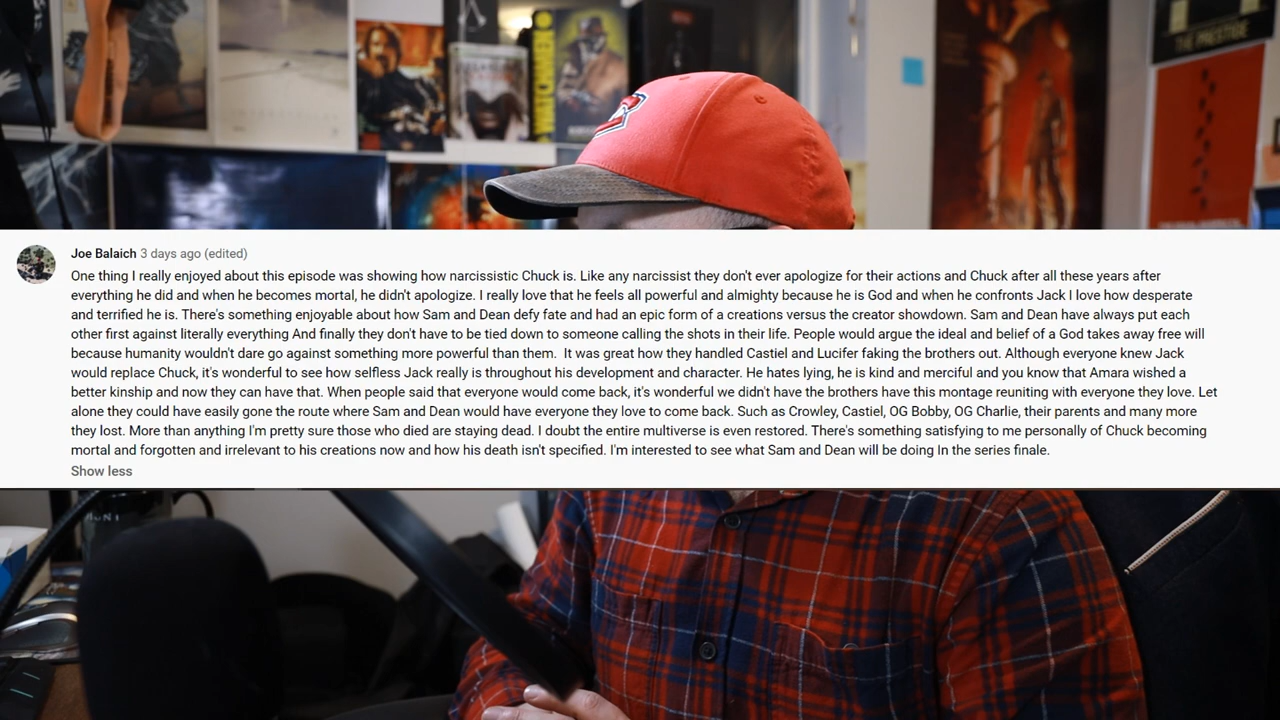 THE PRESTIGE
Joe Balaich 3 days ago (edited)
One thing I really enjoyed about this episode was showing how narcissistic Chuck is. Like any narcissist they don't ever apologize for their actions and Chuck after all these years after
everything he did and when he becomes mortal, he didn't apologize. I really love that he feels all powerful and almighty because he is God and when he confronts Jack I love how desperate
and terrified he is. There's something enjoyable about how Sam and Dean defy fate and had an epic form of a creations versus the creator showdown. Sam and Dean have always put each
other first against literally everything And finally they don't have to be tied down to someone calling the shots in their life. People would argue the ideal and belief of a God takes away free will
because humanity wouldn't dare go against something more powerful than them.  It was great how they handled Castiel and Lucifer faking the brothers out. Although everyone knew Jack
would replace Chuck, it's wonderful to see how selfless Jack really is throughout his development and character. He hates lying, he is kind and merciful and you know that Amara wished a
better kinship and now they can have that. When people said that everyone would come back, it's wonderful we didn't have the brothers have this montage reuniting with everyone they love. Let
alone they could have easily gone the route where Sam and Dean would have everyone they love to come back. Such as Crowley, Castiel, OG Bobby, OG Charlie, their parents and many more
they lost. More than anything I'm pretty sure those who died are staying dead. I doubt the entire multiverse is even restored. There's something satisfying to me personally of Chuck becoming
mortal and forgotten and irrelevant to his creations now and how his death isn't specified. I'm interested to see what Sam and Dean will be doing In the series finale.
Show less